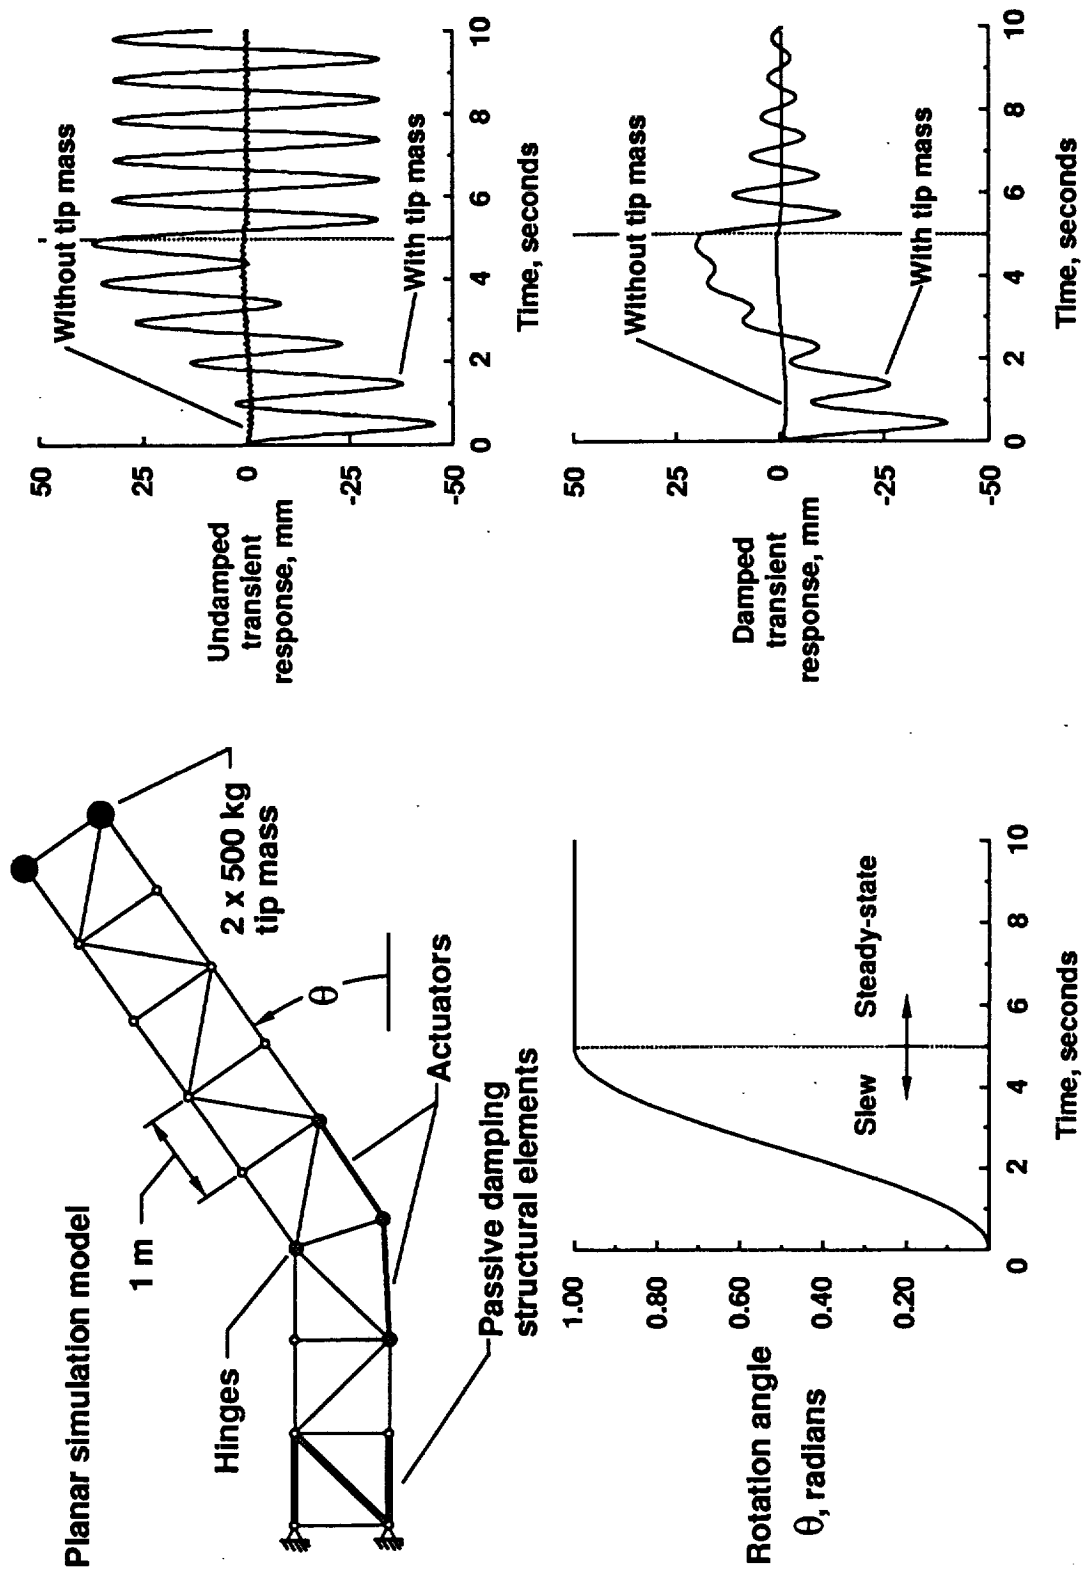 Planar simulation model
1 m
Hinges
2 x 500 kg
tip mass
θ
Actuators
Passive damping
structural elements
Undamped
transient
response, mm
50
25
0
-25
-50
Without tip mass
With tip mass
0
2
4
6
8
10
Time, seconds
Rotation angle
θ, radians
1.00
0.80
0.60
0.40
0.20
Slew
Steady-state
0
2
4
6
8
10
Time, seconds
Damped
transient
response, mm
50
25
0
-25
-50
Without tip mass
With tip mass
0
2
4
6
8
10
Time, seconds